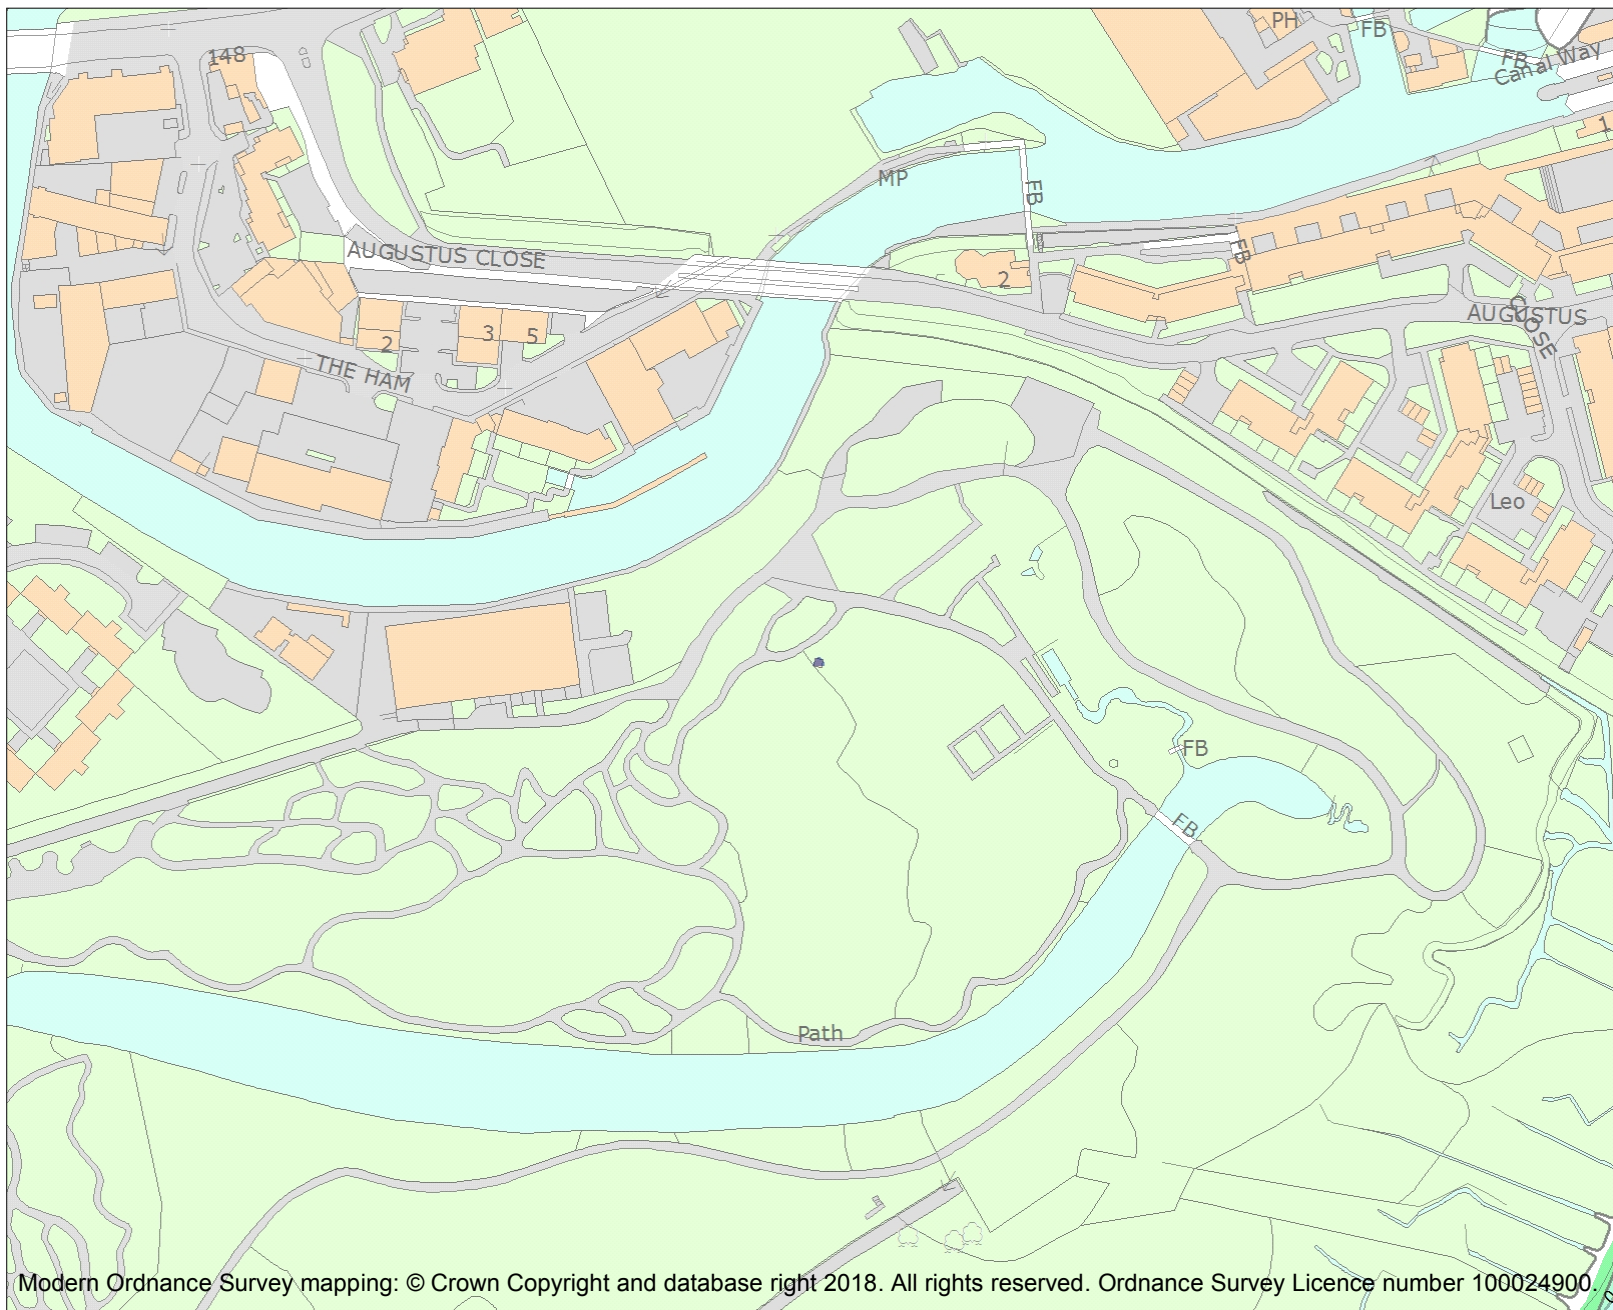 PH
FB
FB
Canal Way
148
1
MP
FB
FB
AUGUSTUS CLOSE
2
AUGUSTUS
CLOSE
2
3
5
THE HAM
Leo
FB
FB
Path
Modern Ordnance Survey mapping: © Crown Copyright and database right 2018. All rights reserved. Ordnance Survey Licence number 100024900.